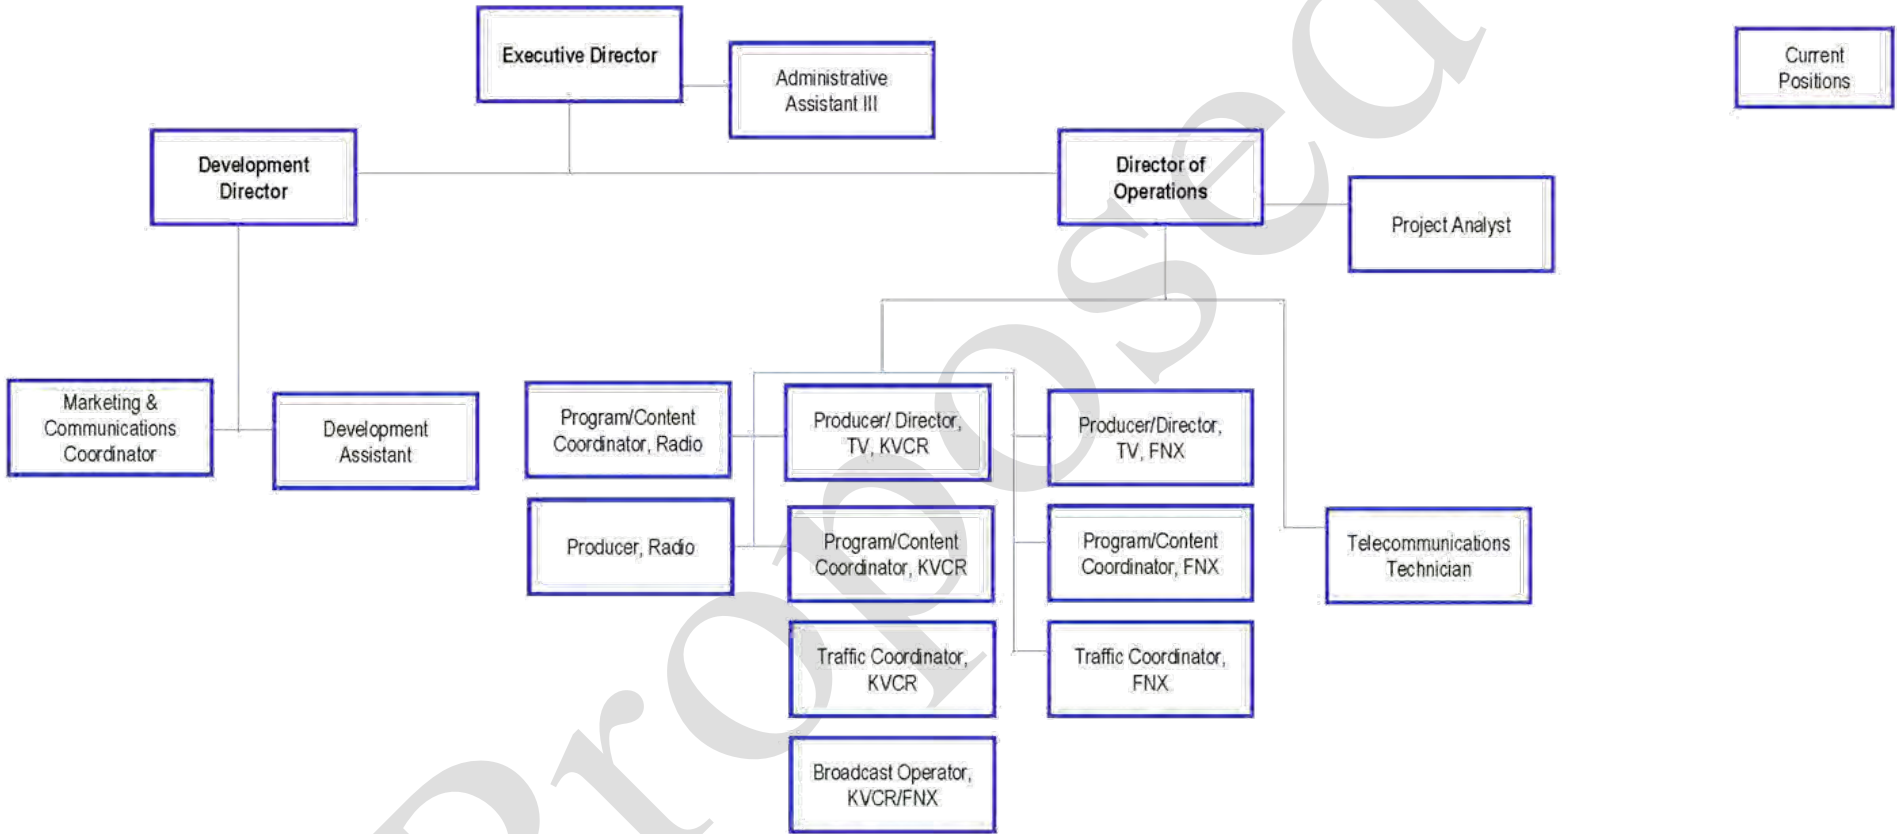 Executive Director
Administrative
Assistant III
Current
Positions
Development
Director
Director of
Operations
Project Analyst
Marketing &
Communications
Coordinator
Development
Assistant
Program/Content
Coordinator, Radio
Producer/ Director,
TV, KVCR
Producer/Director,
TV, FNX
Producer, Radio
Program/Content
Coordinator, KVCR
Program/Content
Coordinator, FNX
Telecommunications
Technician
Traffic Coordinator,
KVCR
Traffic Coordinator,
FNX
Broadcast Operator,
KVCR/FNX
Proposed